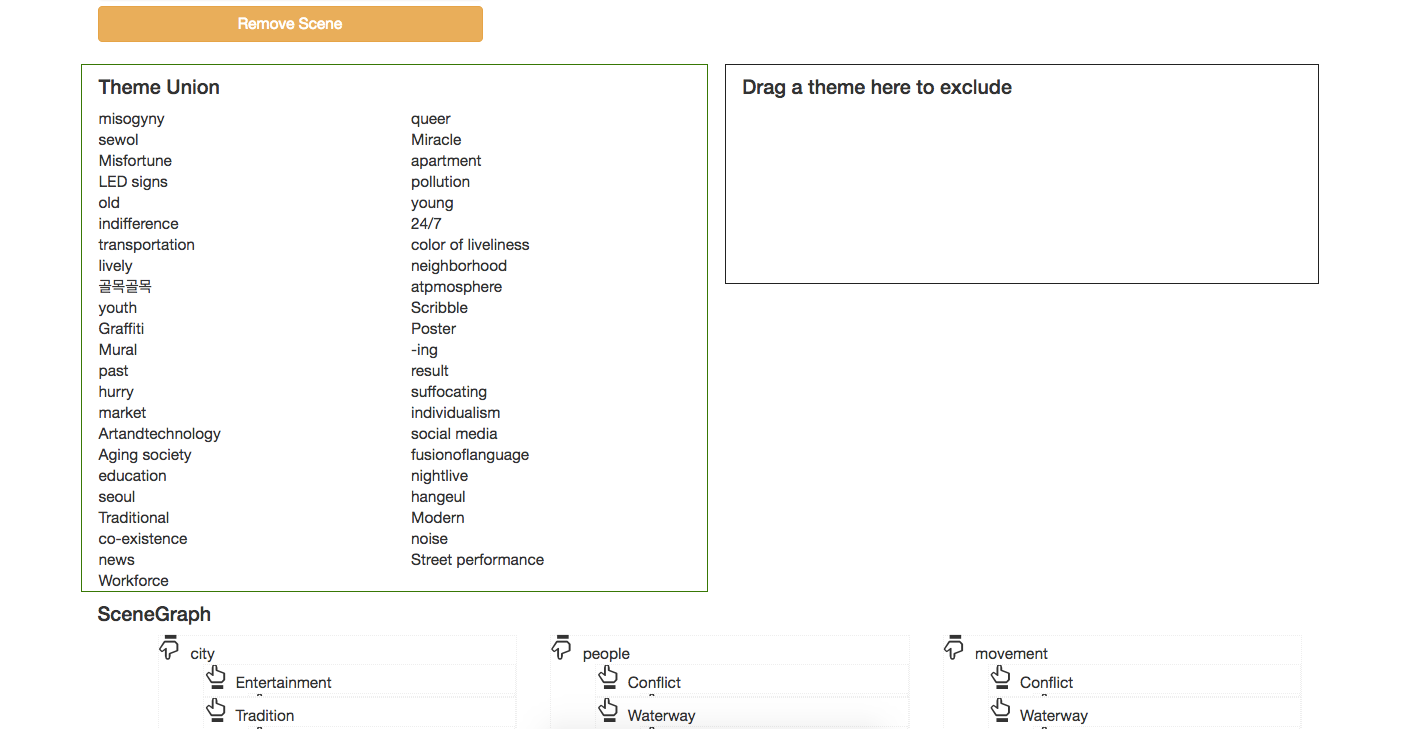 Remove Scene
Theme Union
misogyny
sewol
Misfortune
LED signs
old
indifference
transportation
lively
골목골목
youth
Graffiti
Mural
past
hurry
market
Artandtechnology
Aging society
education
seoul
Traditional
co-existence
news
Workforce
queer
Miracle
apartment
pollution
young
24/7
color of liveliness
neighborhood
atpmosphere
Scribble
Poster
-ing
result
suffocating
individualism
social media
fusionoflanguage
nightlive
hangeul
Modern
noise
Street performance
Drag a theme here to exclude
SceneGraph
city
Entertainment
Tradition
people
Conflict
Waterway
movement
Conflict
Waterway